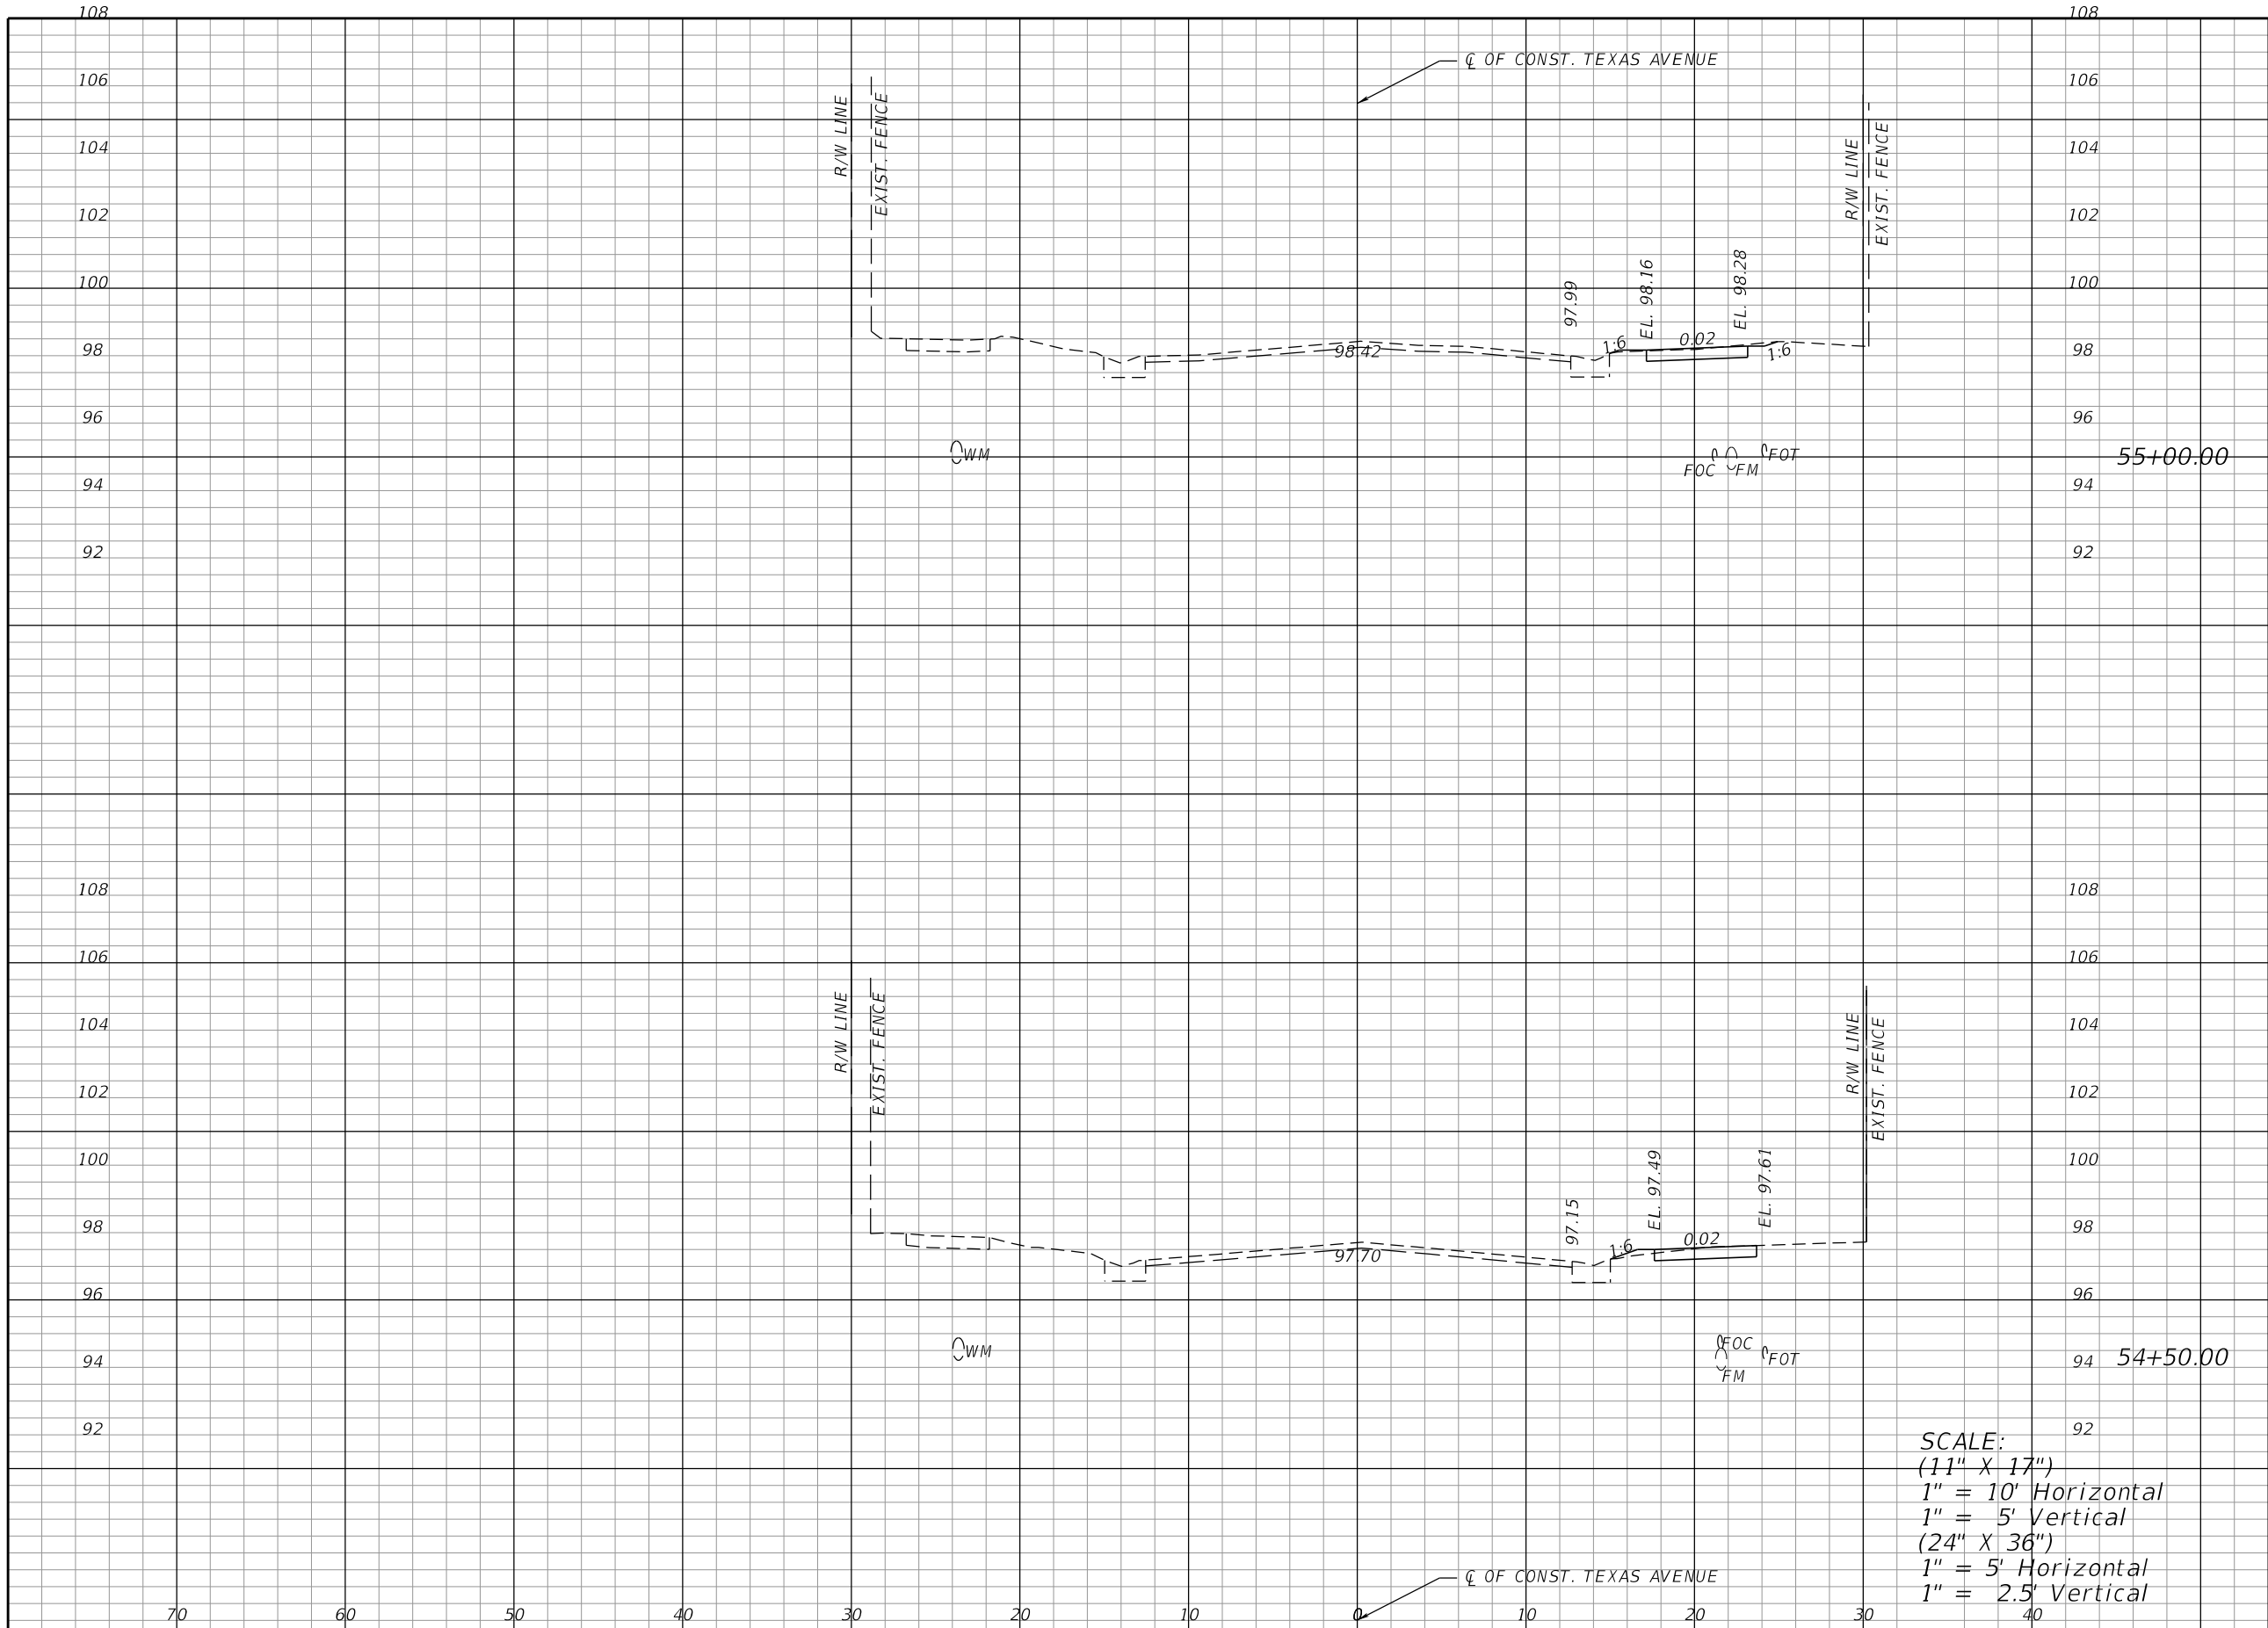 108 108
℄ OF CONST. TEXAS AVENUE
106 106
R/W LINE
EXIST. FENCE
R/W LINE
EXIST. FENCE
104 104
102 102
100 100
97.99
EL. 98.16
EL. 98.28
98 98
98.42
1:6
0.02
1:6
96 96
WM
FOC
FM
FOT
55+00.00
94 94
92 92
108 108
106 106
R/W LINE
EXIST. FENCE
R/W LINE
EXIST. FENCE
104 104
102 102
100 100
97.15
EL. 97.49
EL. 97.61
98 98
97.70
1:6
0.02
96 96
WM
FOC
FM
FOT
94 94
54+50.00
92 92
SCALE:
(11" X 17")
1" = 10' Horizontal
1" = 5' Vertical
(24" X 36")
1" = 5' Horizontal
1" = 2.5' Vertical
℄ OF CONST. TEXAS AVENUE
70 60 50 40 30 20 10 0 10 20 30 40